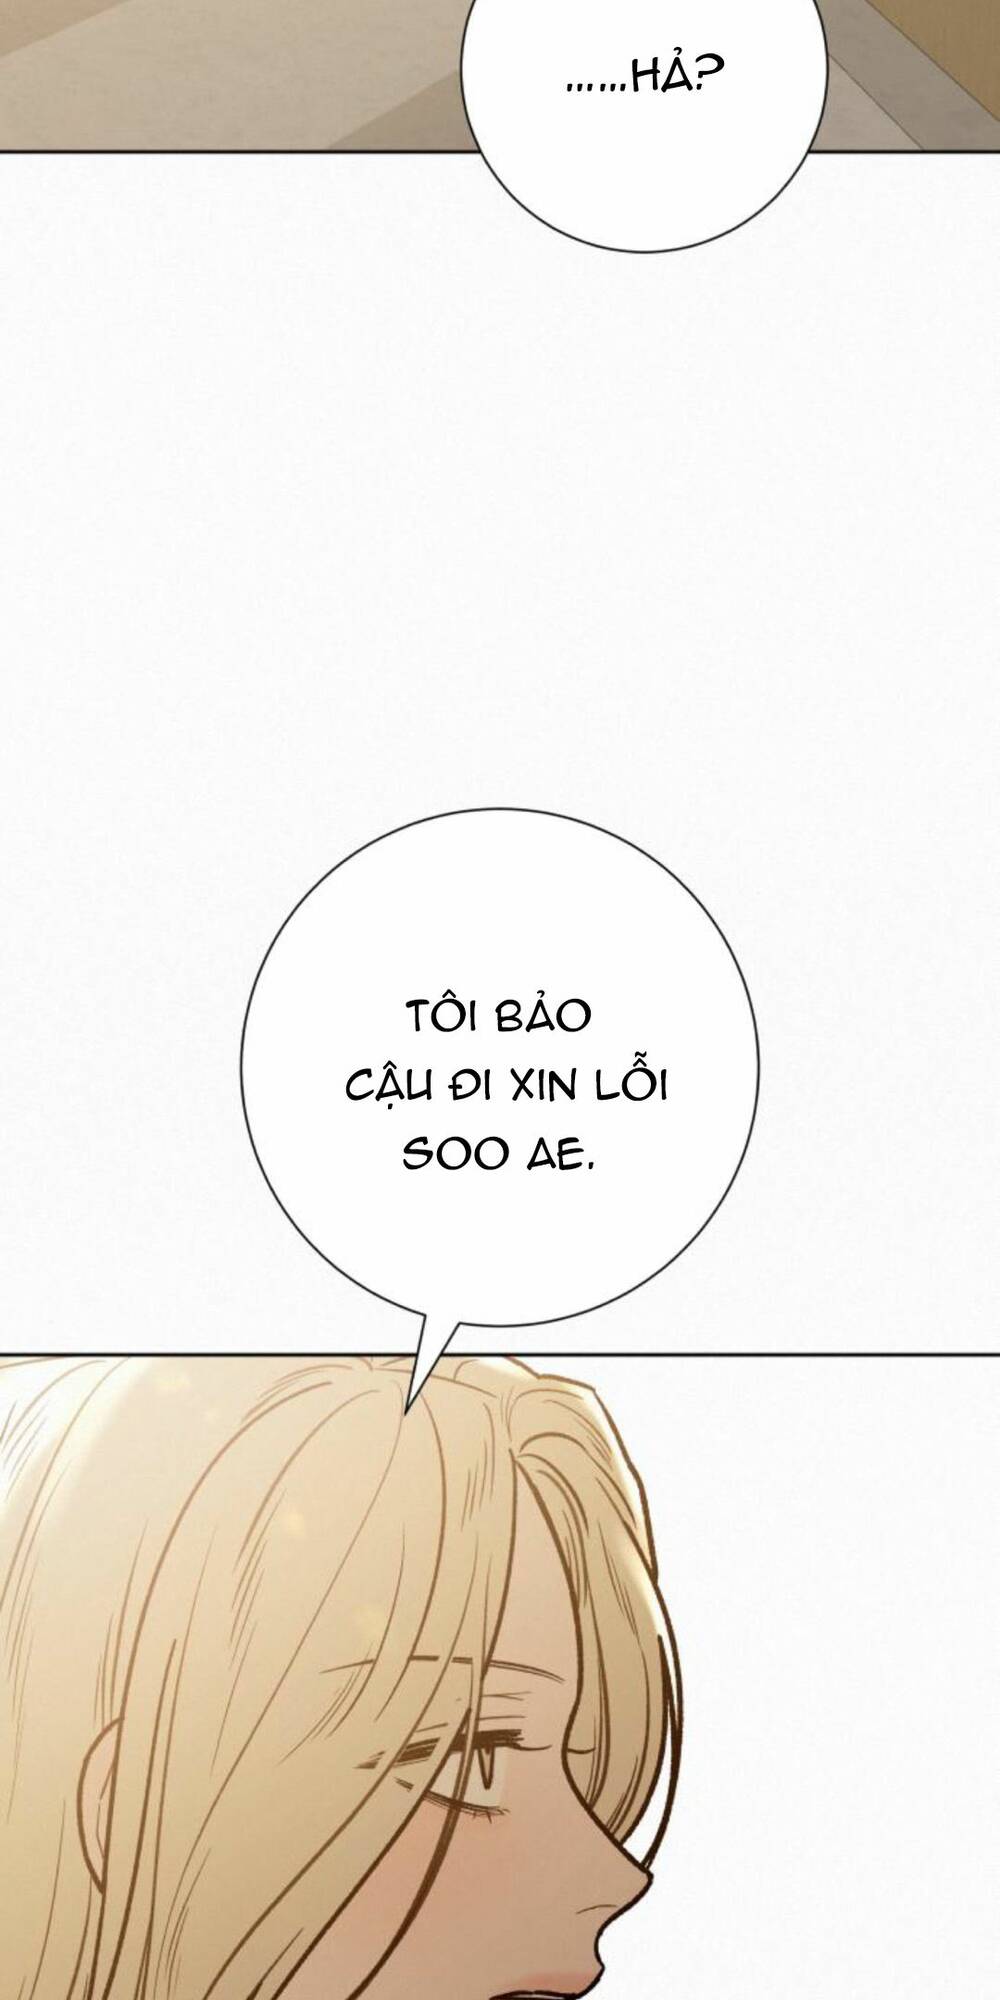 ......HẢ?
TÔI BẢO
CẬU ĐI XIN LỖI
SOO AE.